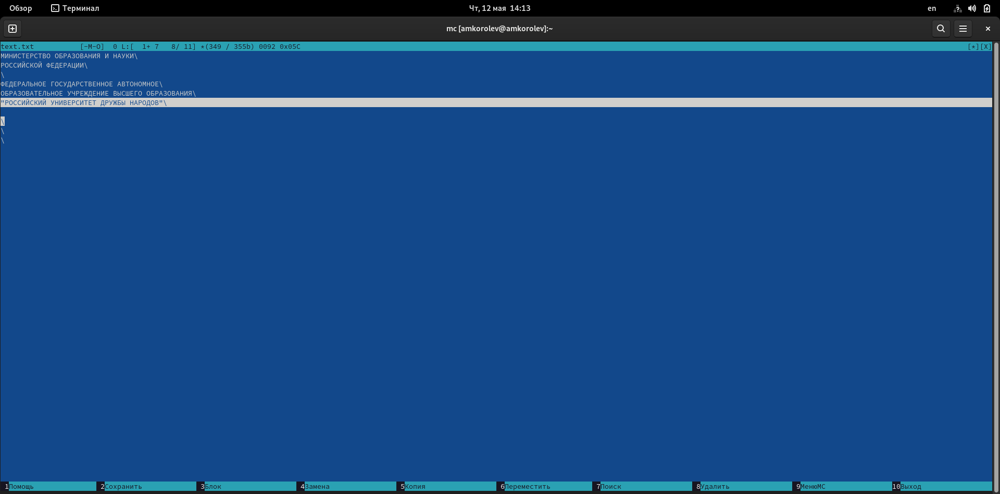 Обзор Терминал Чт, 12 мая 14:13 en
mc [amkorolev@amkorolev]:~
text.txt [-M-O] 0 L:[ 1+ 7 8/ 11] *(349 / 355b) 0092 0x05C [*][X]
МИНИСТЕРСТВО ОБРАЗОВАНИЯ И НАУКИ\
РОССИЙСКОЙ ФЕДЕРАЦИИ\
\
ФЕДЕРАЛЬНОЕ ГОСУДАРСТВЕННОЕ АВТОНОМНОЕ\
ОБРАЗОВАТЕЛЬНОЕ УЧРЕЖДЕНИЕ ВЫСШЕГО ОБРАЗОВАНИЯ\
"РОССИЙСКИЙ УНИВЕРСИТЕТ ДРУЖБЫ НАРОДОВ"\
\
\
\
1Помощь 2Сохранить 3Блок 4Замена 5Копия 6Переместить 7Поиск 8Удалить 9МенюMC 10Выход